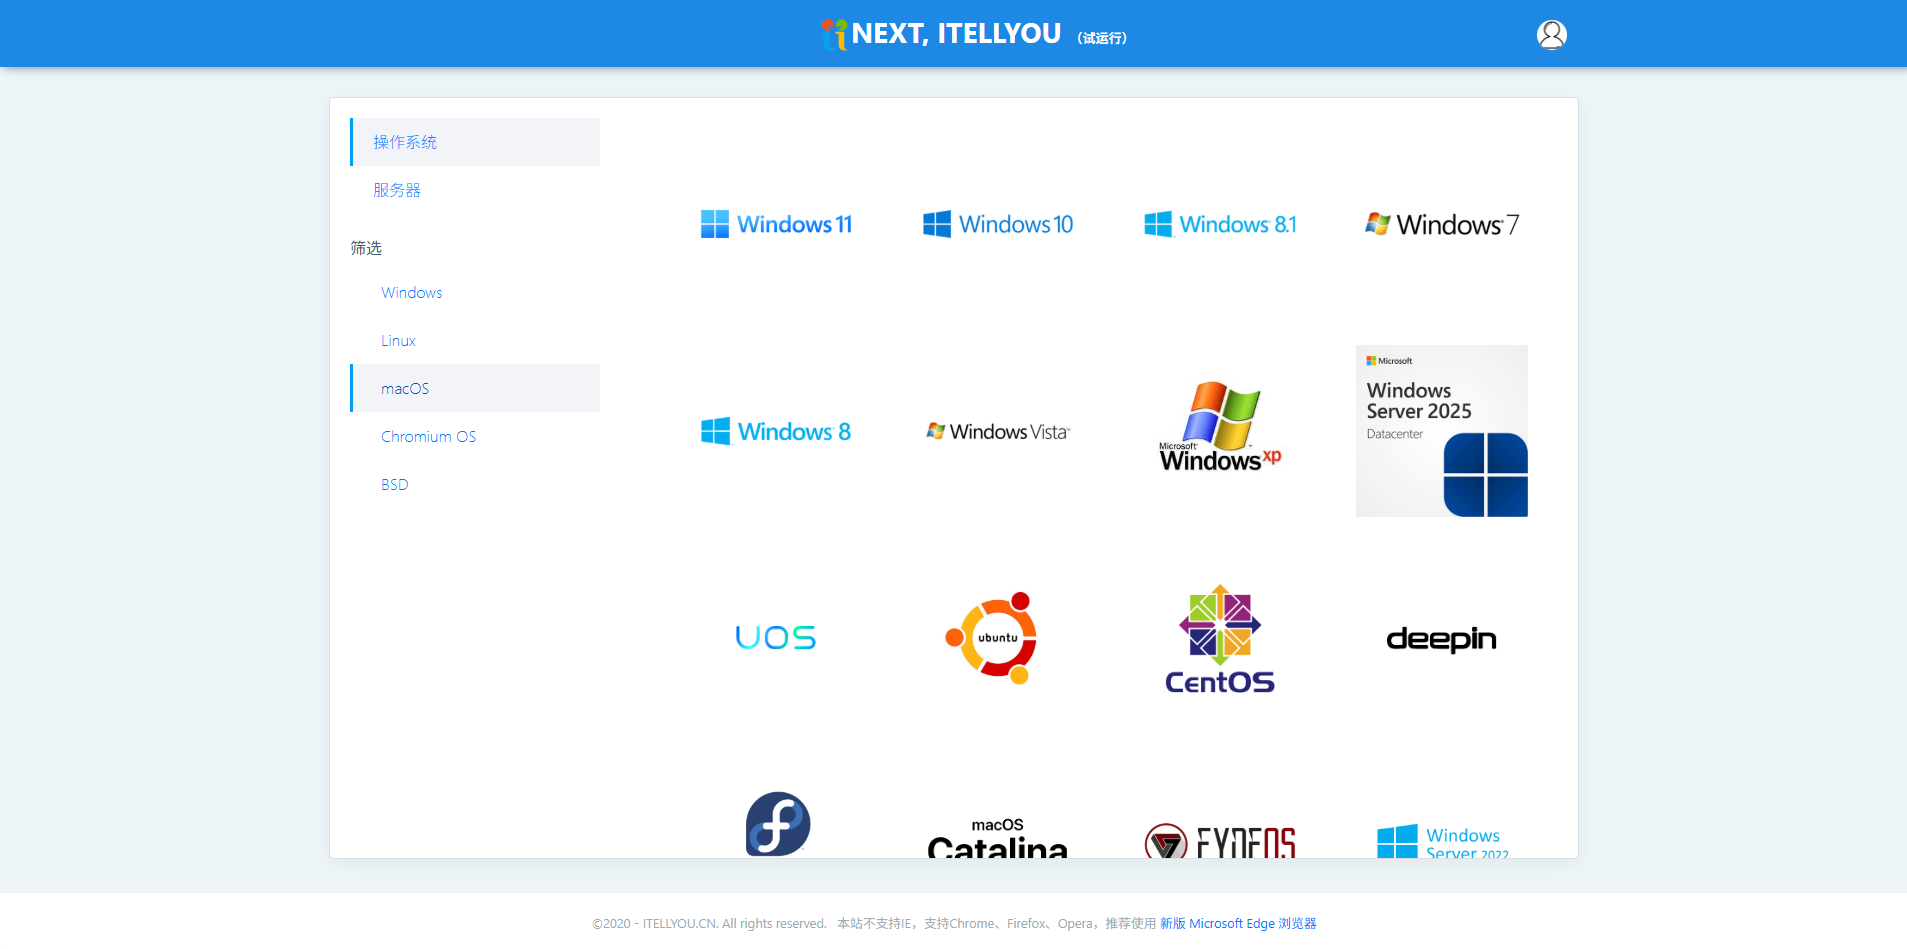 NEXT, ITELLYOU （试运行）
操作系统
服务器
筛选
Windows
Linux
macOS
Chromium OS
BSD
Windows 11
Windows 10
Windows 8.1
Windows 7
Windows 8
Windows Vista
Microsoft
Windows xp
Microsoft
Windows
Server 2025
Datacenter
UOS
ubuntu
CentOS
deepin
macOS
Catalina
FYDEOS
Windows
Server 2022
©2020 - ITELLYOU.CN. All rights reserved. 本站不支持IE，支持Chrome、Firefox、Opera，推荐使用 新版 Microsoft Edge 浏览器